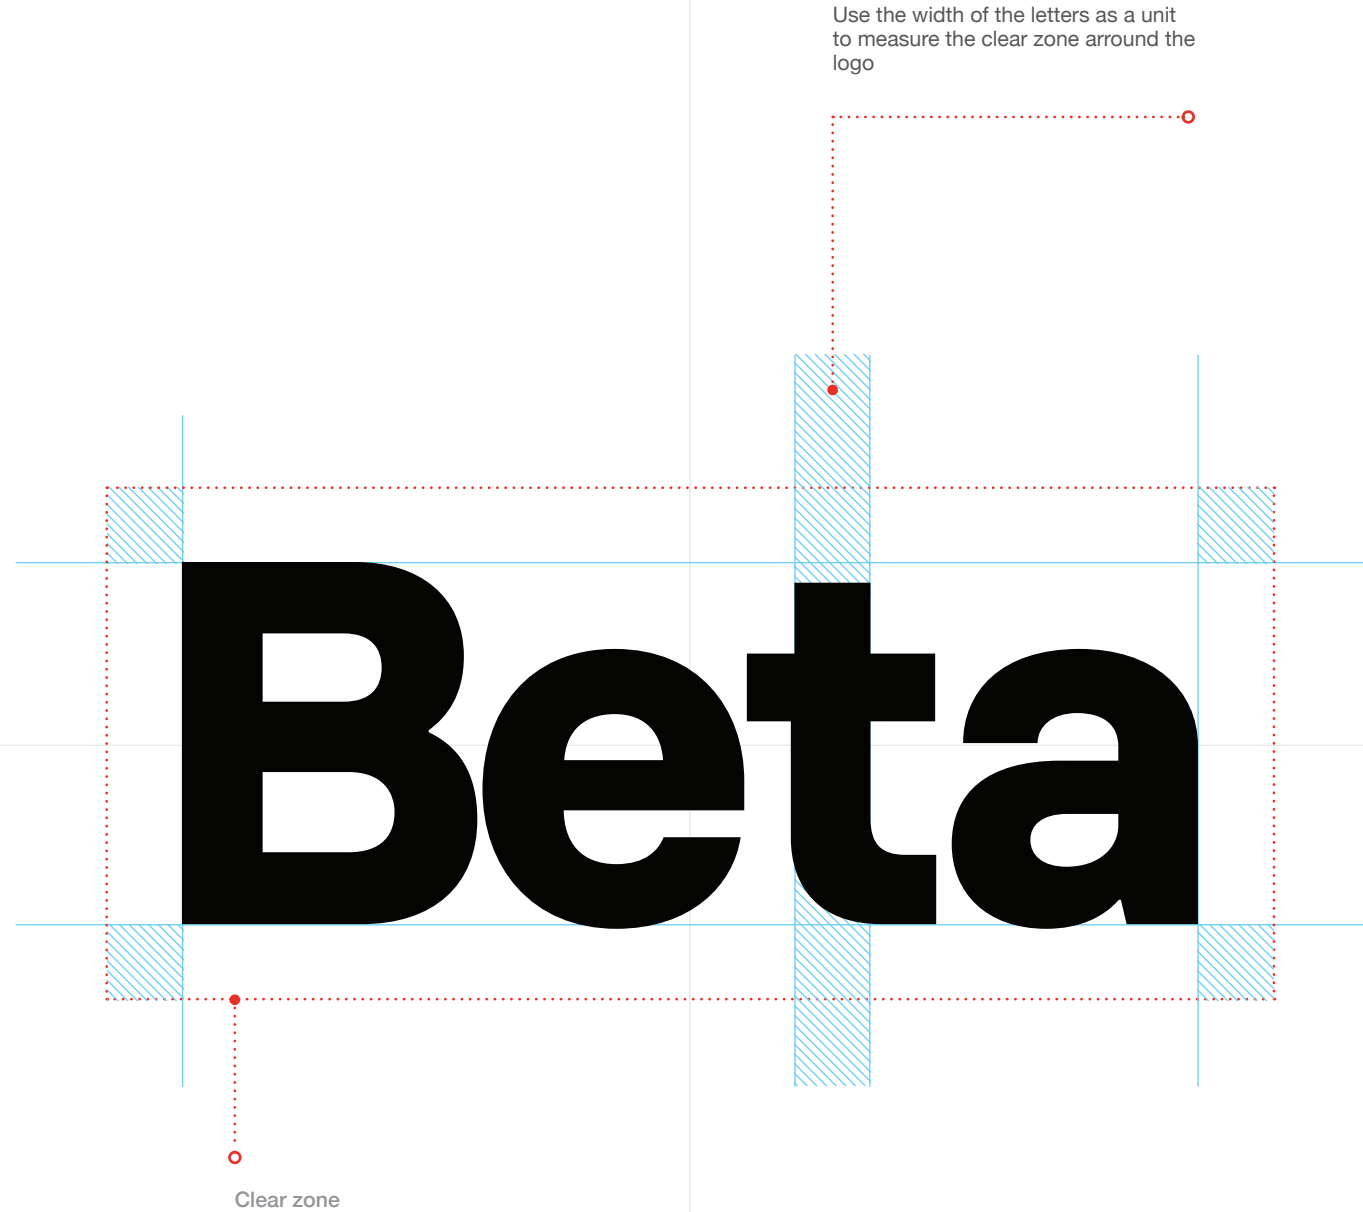 Use the width of the letters as a unit
to measure the clear zone arround the
logo
Beta
Clear zone